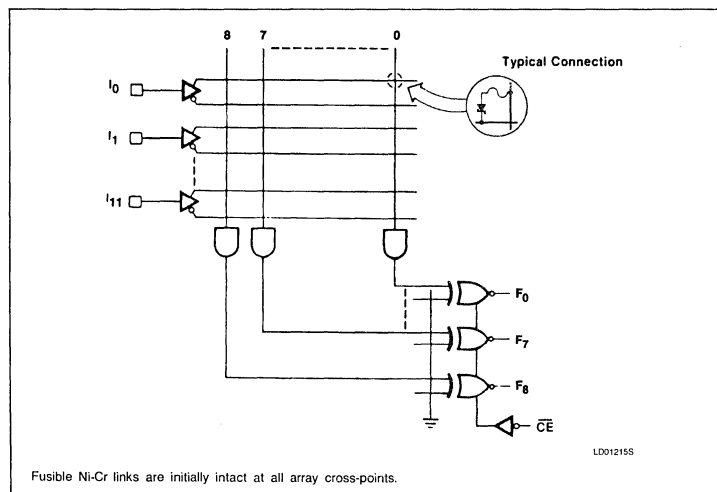 8 7 0
Typical Connection
I0
I1
I11
F0
F7
F8
CE
LD01215S
Fusible Ni-Cr links are initially intact at all array cross-points.